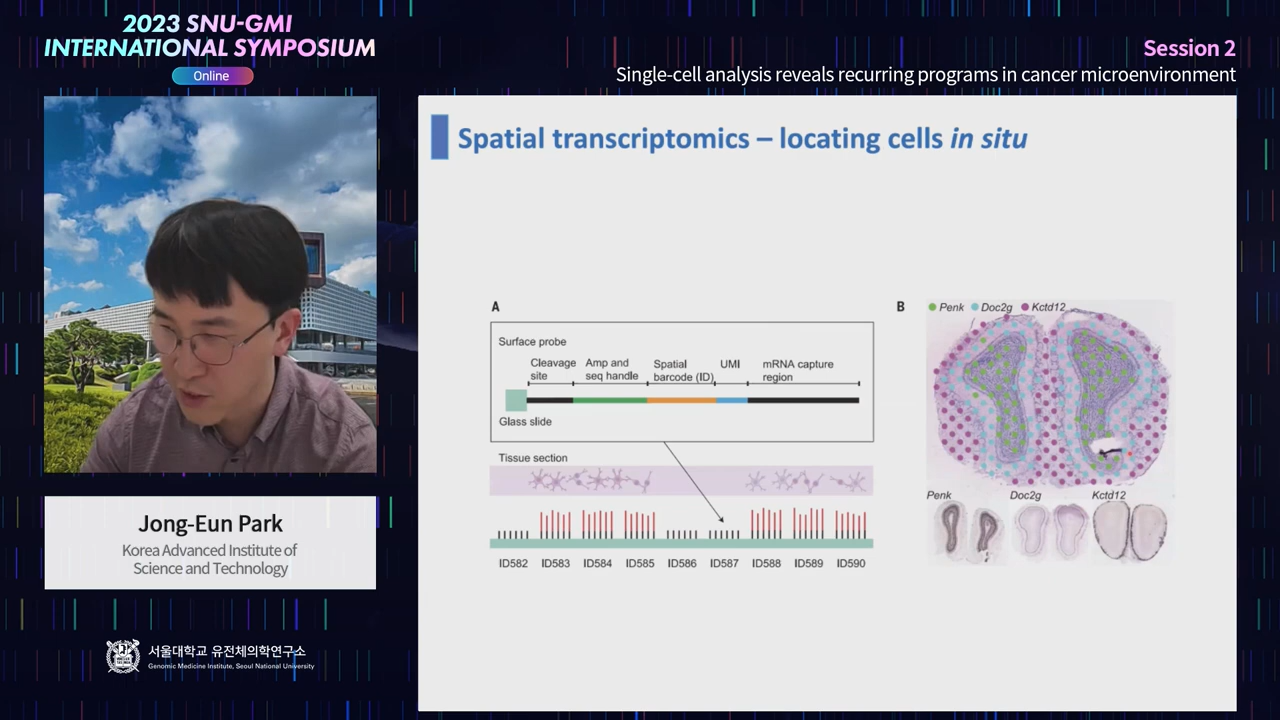 2023 SNU-GMI
INTERNATIONAL SYMPOSIUM
Online
Session 2
Single-cell analysis reveals recurring programs in cancer microenvironment
Spatial transcriptomics – locating cells in situ
A
Surface probe
Cleavage site
Amp and seq handle
Spatial barcode (ID)
UMI
mRNA capture region
Glass slide
Tissue section
ID582 ID583 ID584 ID585 ID586 ID587 ID588 ID589 ID590
B
Penk Doc2g Kctd12
Penk Doc2g Kctd12
Jong-Eun Park
Korea Advanced Institute of
Science and Technology
서울대학교 유전체의학연구소
Genomic Medicine Institute, Seoul National University